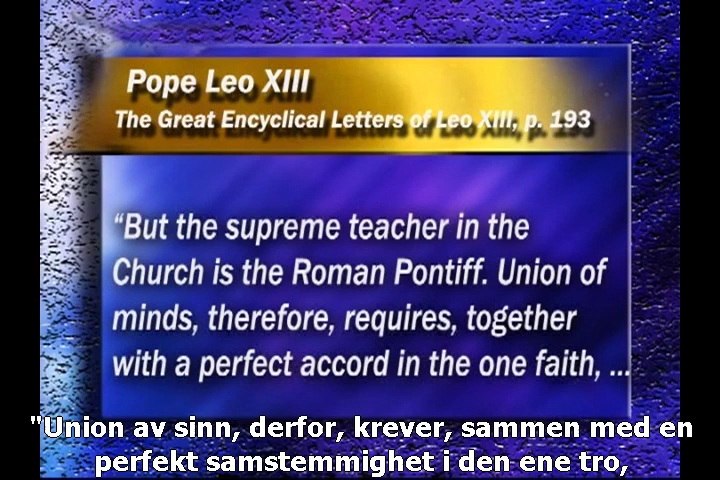 Pope Leo XIII
The Great Encyclical Letters of Leo XIII, p. 193
“But the supreme teacher in the
Church is the Roman Pontiff. Union of
minds, therefore, requires, together
with a perfect accord in the one faith, ...
"Union av sinn, derfor, krever, sammen med en
perfekt samstemmighet i den ene tro,